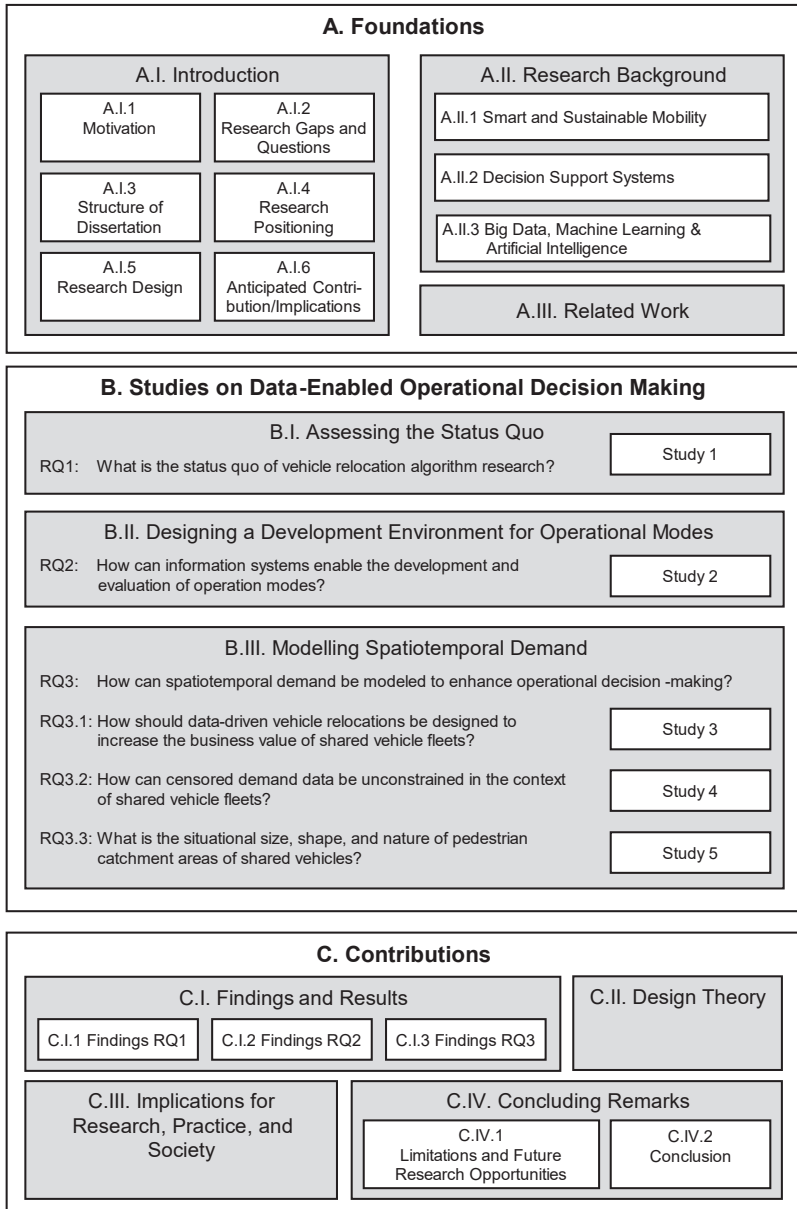 A. Foundations
A.I. Introduction
A.I.1
Motivation
A.I.2
Research Gaps and
Questions
A.I.3
Structure of
Dissertation
A.I.4
Research
Positioning
A.I.5
Research Design
A.I.6
Anticipated Contri-
bution/Implications
A.II. Research Background
A.II.1 Smart and Sustainable Mobility
A.II.2 Decision Support Systems
A.II.3 Big Data, Machine Learning &
Artificial Intelligence
A.III. Related Work
B. Studies on Data-Enabled Operational Decision Making
B.I. Assessing the Status Quo
RQ1: What is the status quo of vehicle relocation algorithm research?
Study 1
B.II. Designing a Development Environment for Operational Modes
RQ2: How can information systems enable the development and
evaluation of operation modes?
Study 2
B.III. Modelling Spatiotemporal Demand
RQ3: How can spatiotemporal demand be modeled to enhance operational decision -making?
RQ3.1: How should data-driven vehicle relocations be designed to
increase the business value of shared vehicle fleets?
Study 3
RQ3.2: How can censored demand data be unconstrained in the context
of shared vehicle fleets?
Study 4
RQ3.3: What is the situational size, shape, and nature of pedestrian
catchment areas of shared vehicles?
Study 5
C. Contributions
C.I. Findings and Results
C.I.1 Findings RQ1
C.I.2 Findings RQ2
C.I.3 Findings RQ3
C.II. Design Theory
C.III. Implications for
Research, Practice, and
Society
C.IV. Concluding Remarks
C.IV.1
Limitations and Future
Research Opportunities
C.IV.2
Conclusion